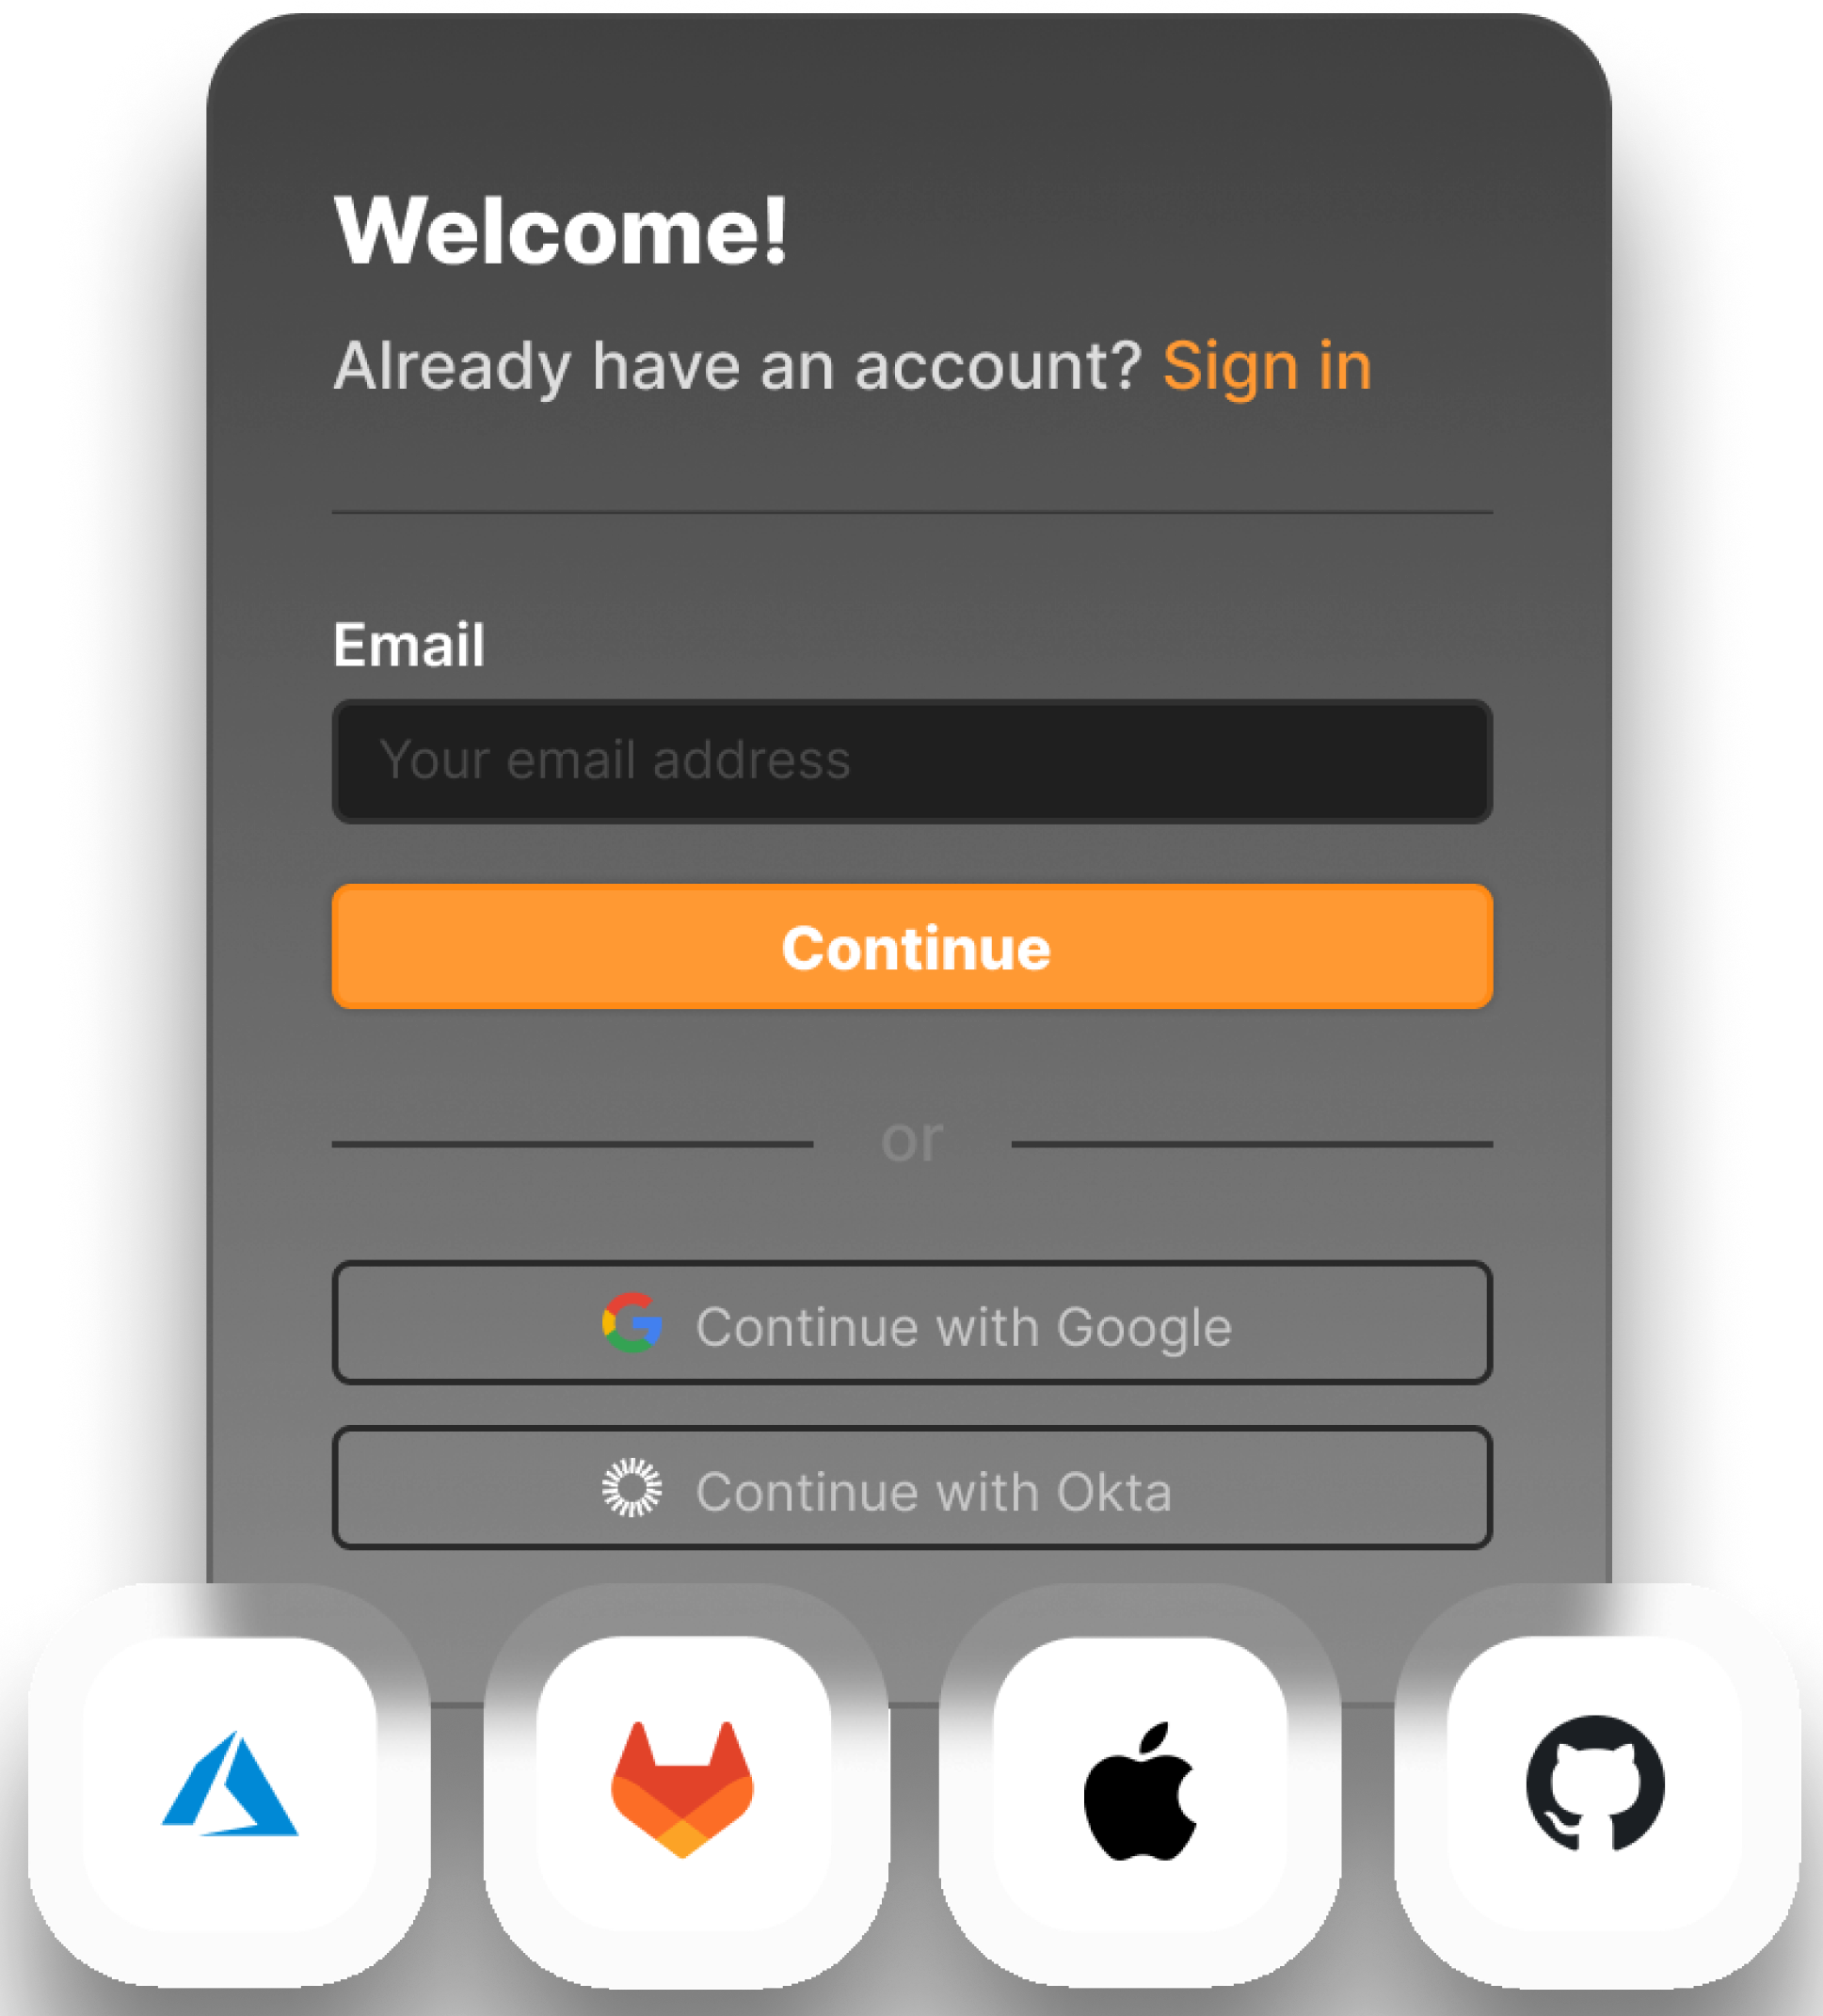 Welcome!
Already have an account? Sign in
Email
Your email address
Continue
or
Continue with Google
Continue with Okta